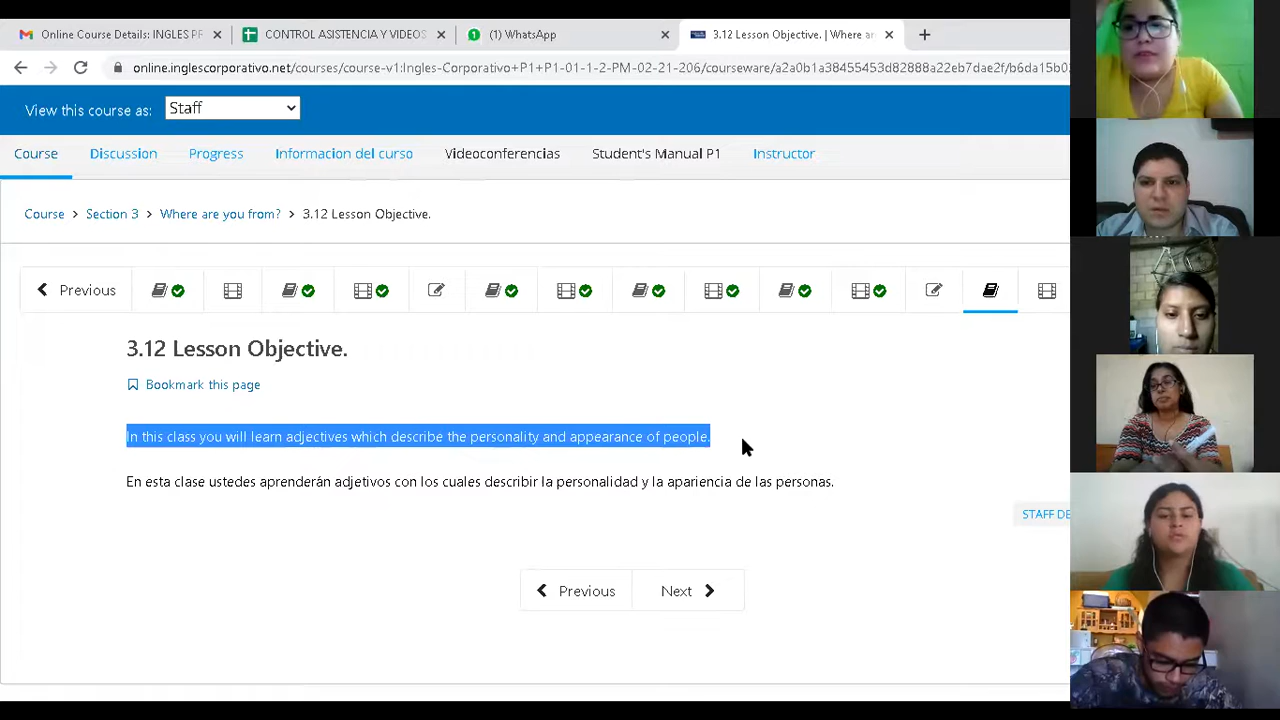 Online Course Details: INGLES PF
CONTROL ASISTENCIA Y VIDEOS
(1) WhatsApp
3.12 Lesson Objective. | Where ar
online.inglescorporativo.net/courses/course-v1:Ingles-Corporativo+P1+P1-01-1-2-PM-02-21-206/courseware/a2a0b1a38455453d82888a22eb7dae2f/b6da15b03
View this course as: Staff
Course Discussion Progress Informacion del curso Videoconferencias Student's Manual P1 Instructor
Course > Section 3 > Where are you from? > 3.12 Lesson Objective.
Previous
3.12 Lesson Objective.
Bookmark this page
In this class you will learn adjectives which describe the personality and appearance of people.
En esta clase ustedes aprenderán adjetivos con los cuales describir la personalidad y la apariencia de las personas.
STAFF DE
Previous Next